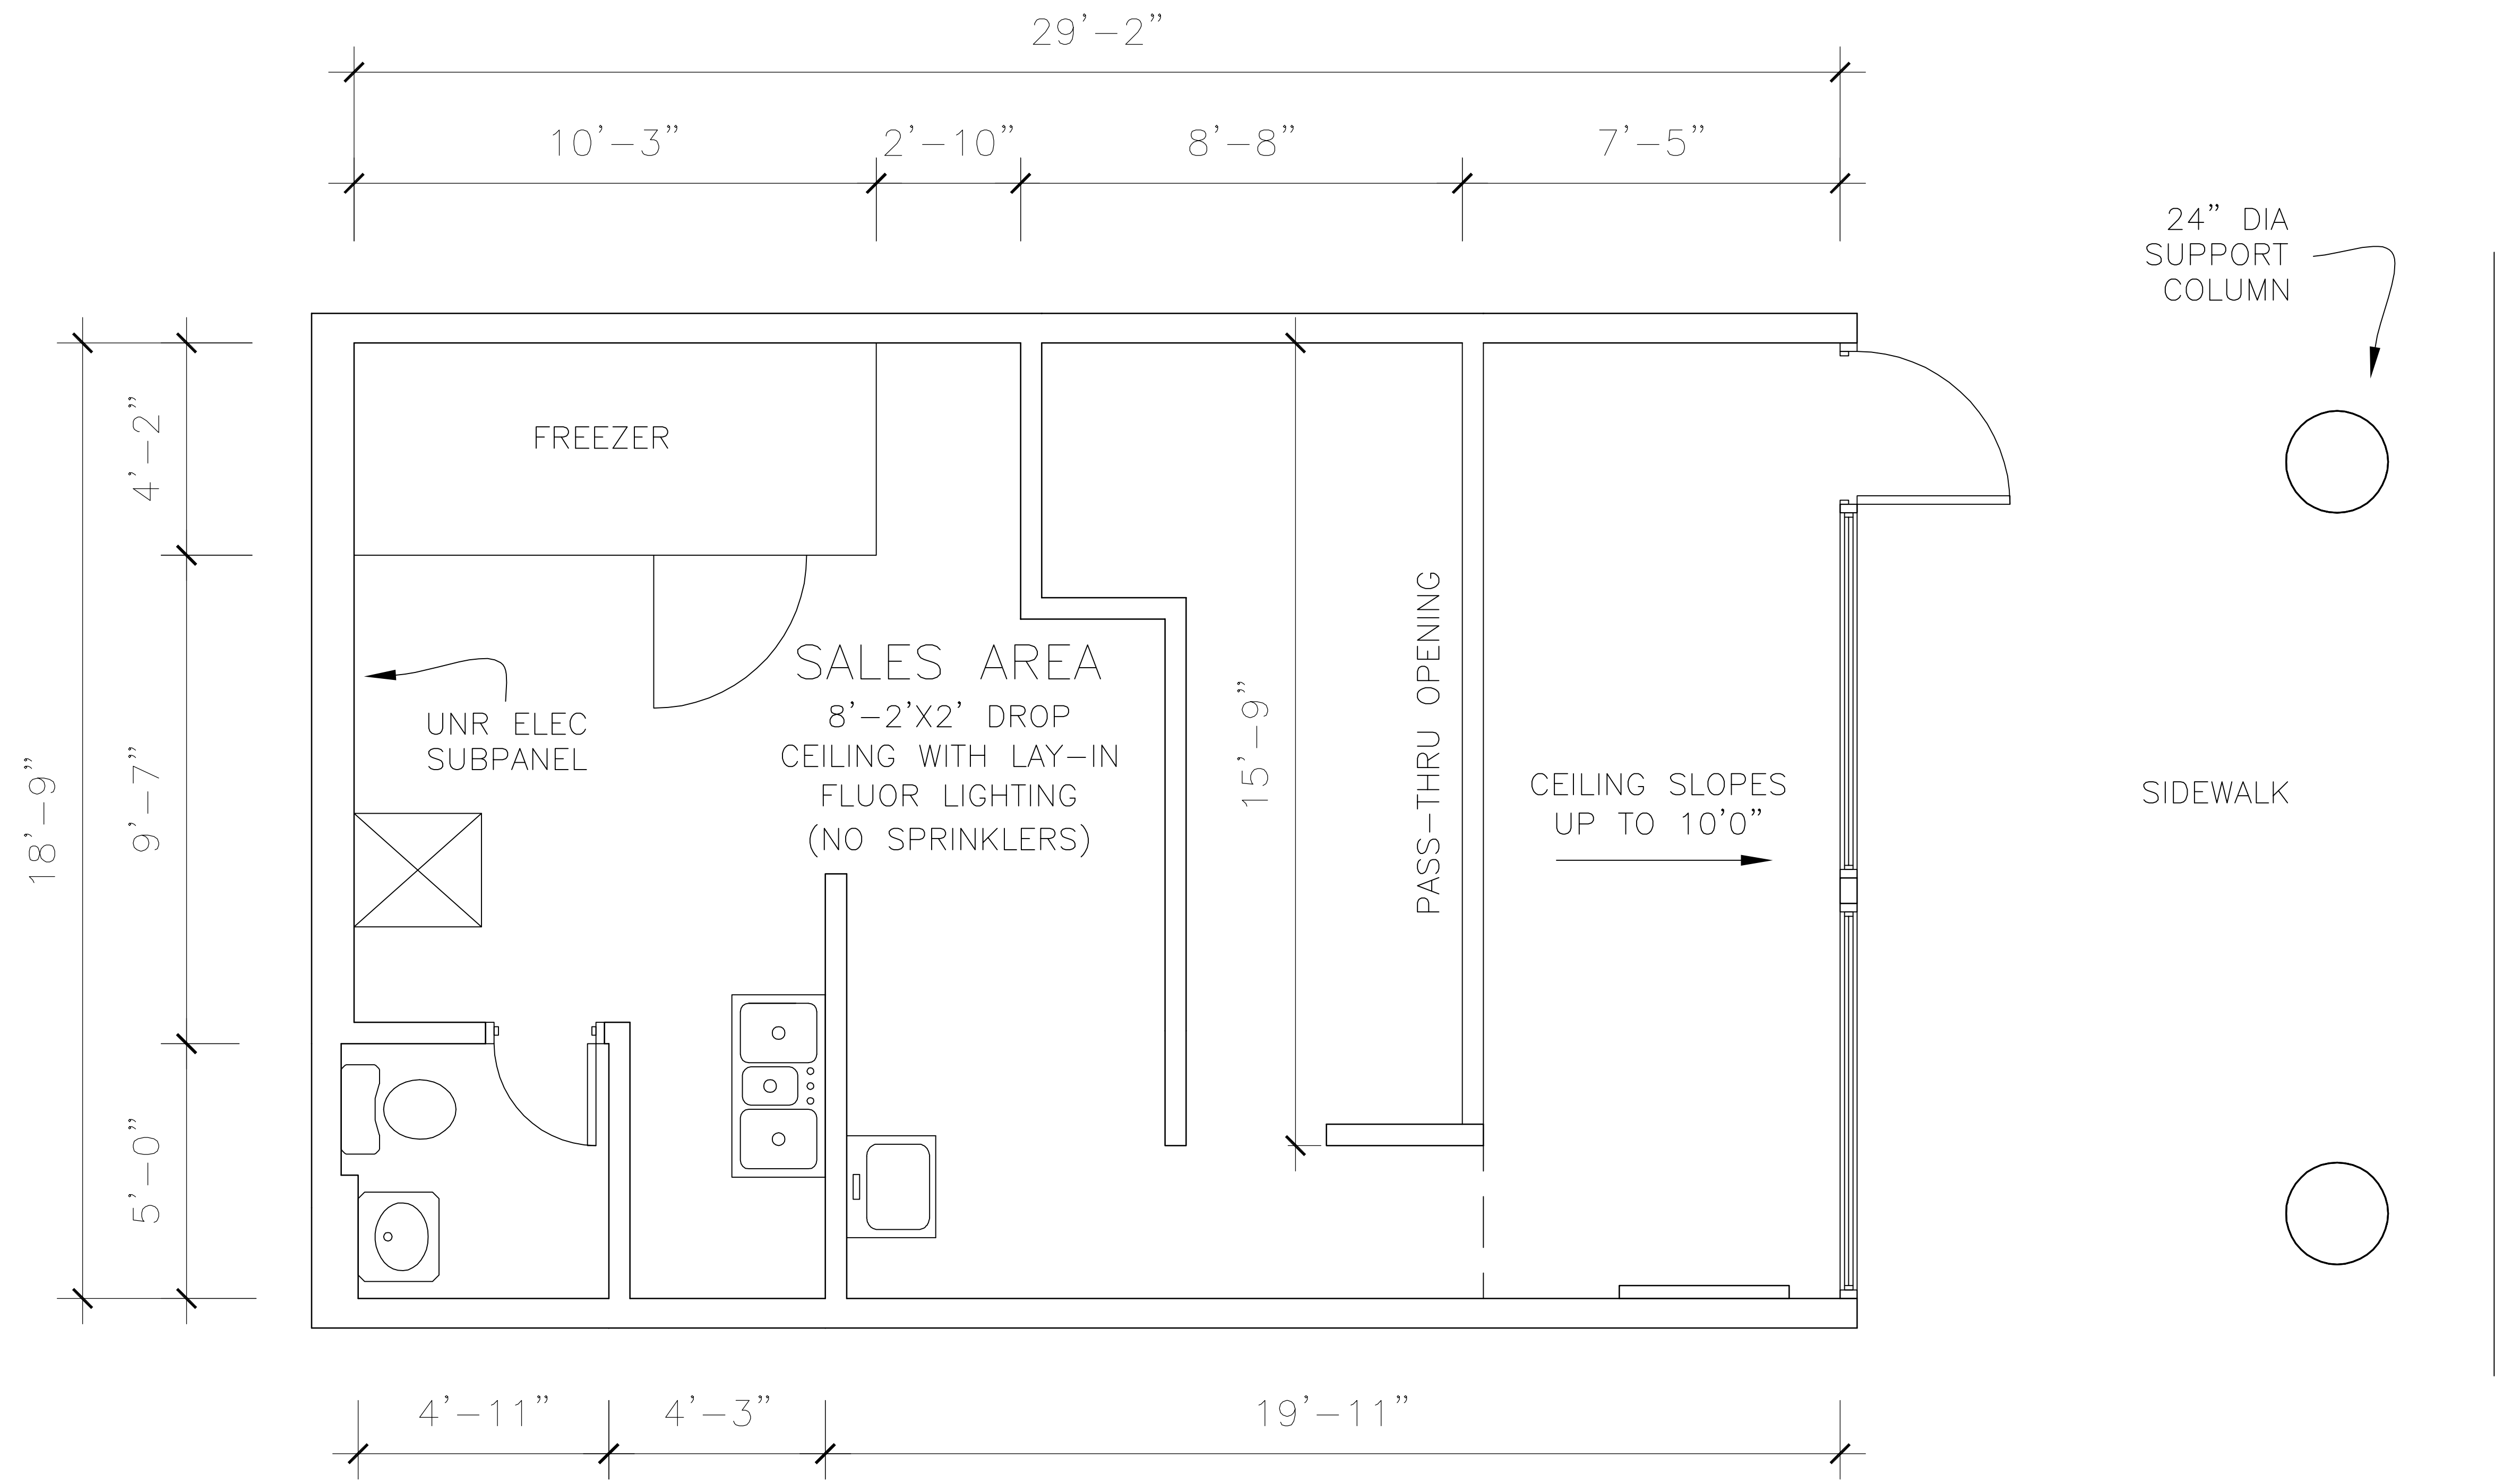 29'-2"
10'-3"
2'-10"
8'-8"
7'-5"
24" DIA
SUPPORT
COLUMN
4'-2"
FREEZER
SALES AREA
8'-2'X2' DROP
CEILING WITH LAY-IN
FLUOR LIGHTING
(NO SPRINKLERS)
UNR ELEC
SUBPANEL
18'-9"
9'-7"
15'-9"
PASS-THRU OPENING
CEILING SLOPES
UP TO 10'0"
SIDEWALK
5'-0"
4'-11"
4'-3"
19'-11"